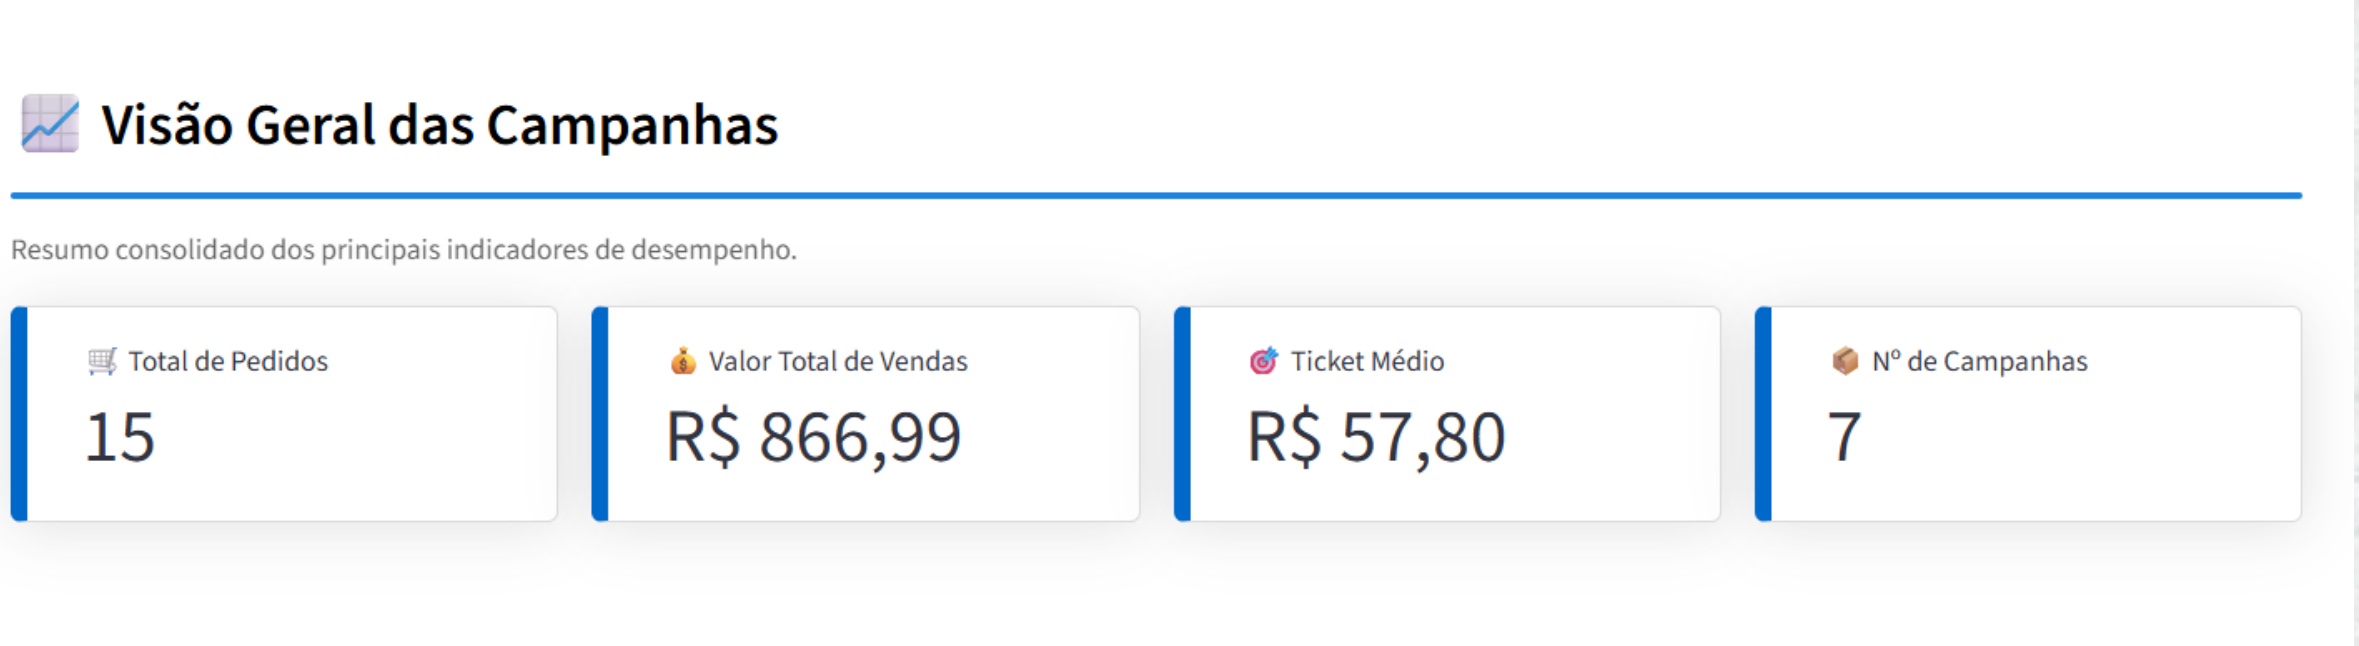 Visão Geral das Campanhas
Resumo consolidado dos principais indicadores de desempenho.
Total de Pedidos
15
Valor Total de Vendas
R$ 866,99
Ticket Médio
R$ 57,80
Nº de Campanhas
7